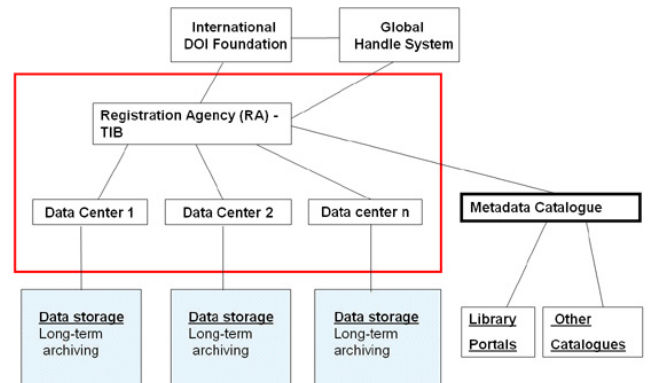 International
DOI Foundation
Global
Handle System
Registration Agency (RA) -
TIB
Data Center 1
Data Center 2
Data center n
Metadata Catalogue
Data storage
Long-term
archiving
Data storage
Long-term
archiving
Data storage
Long-term
archiving
Library
Portals
Other
Catalogues